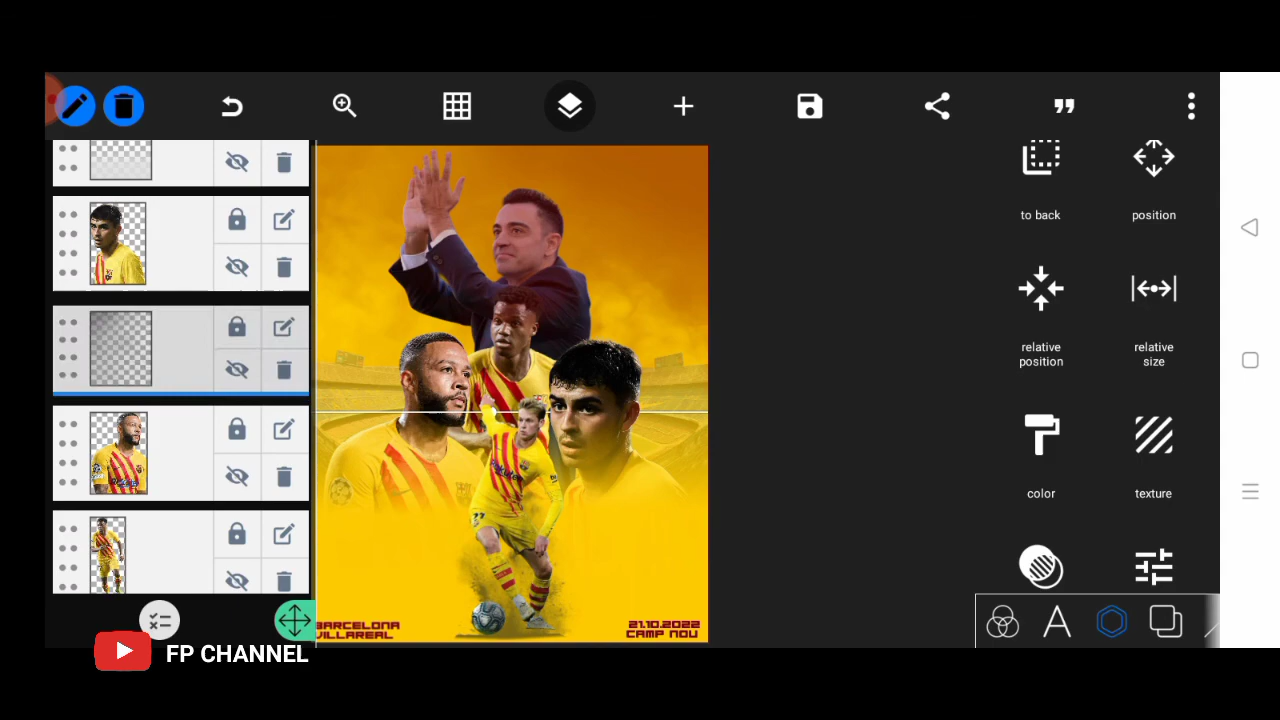 to back
position
relative
position
relative
size
color
texture
BARCELONA
VILLAREAL
21.10.2022
CAMP NOU
FP CHANNEL